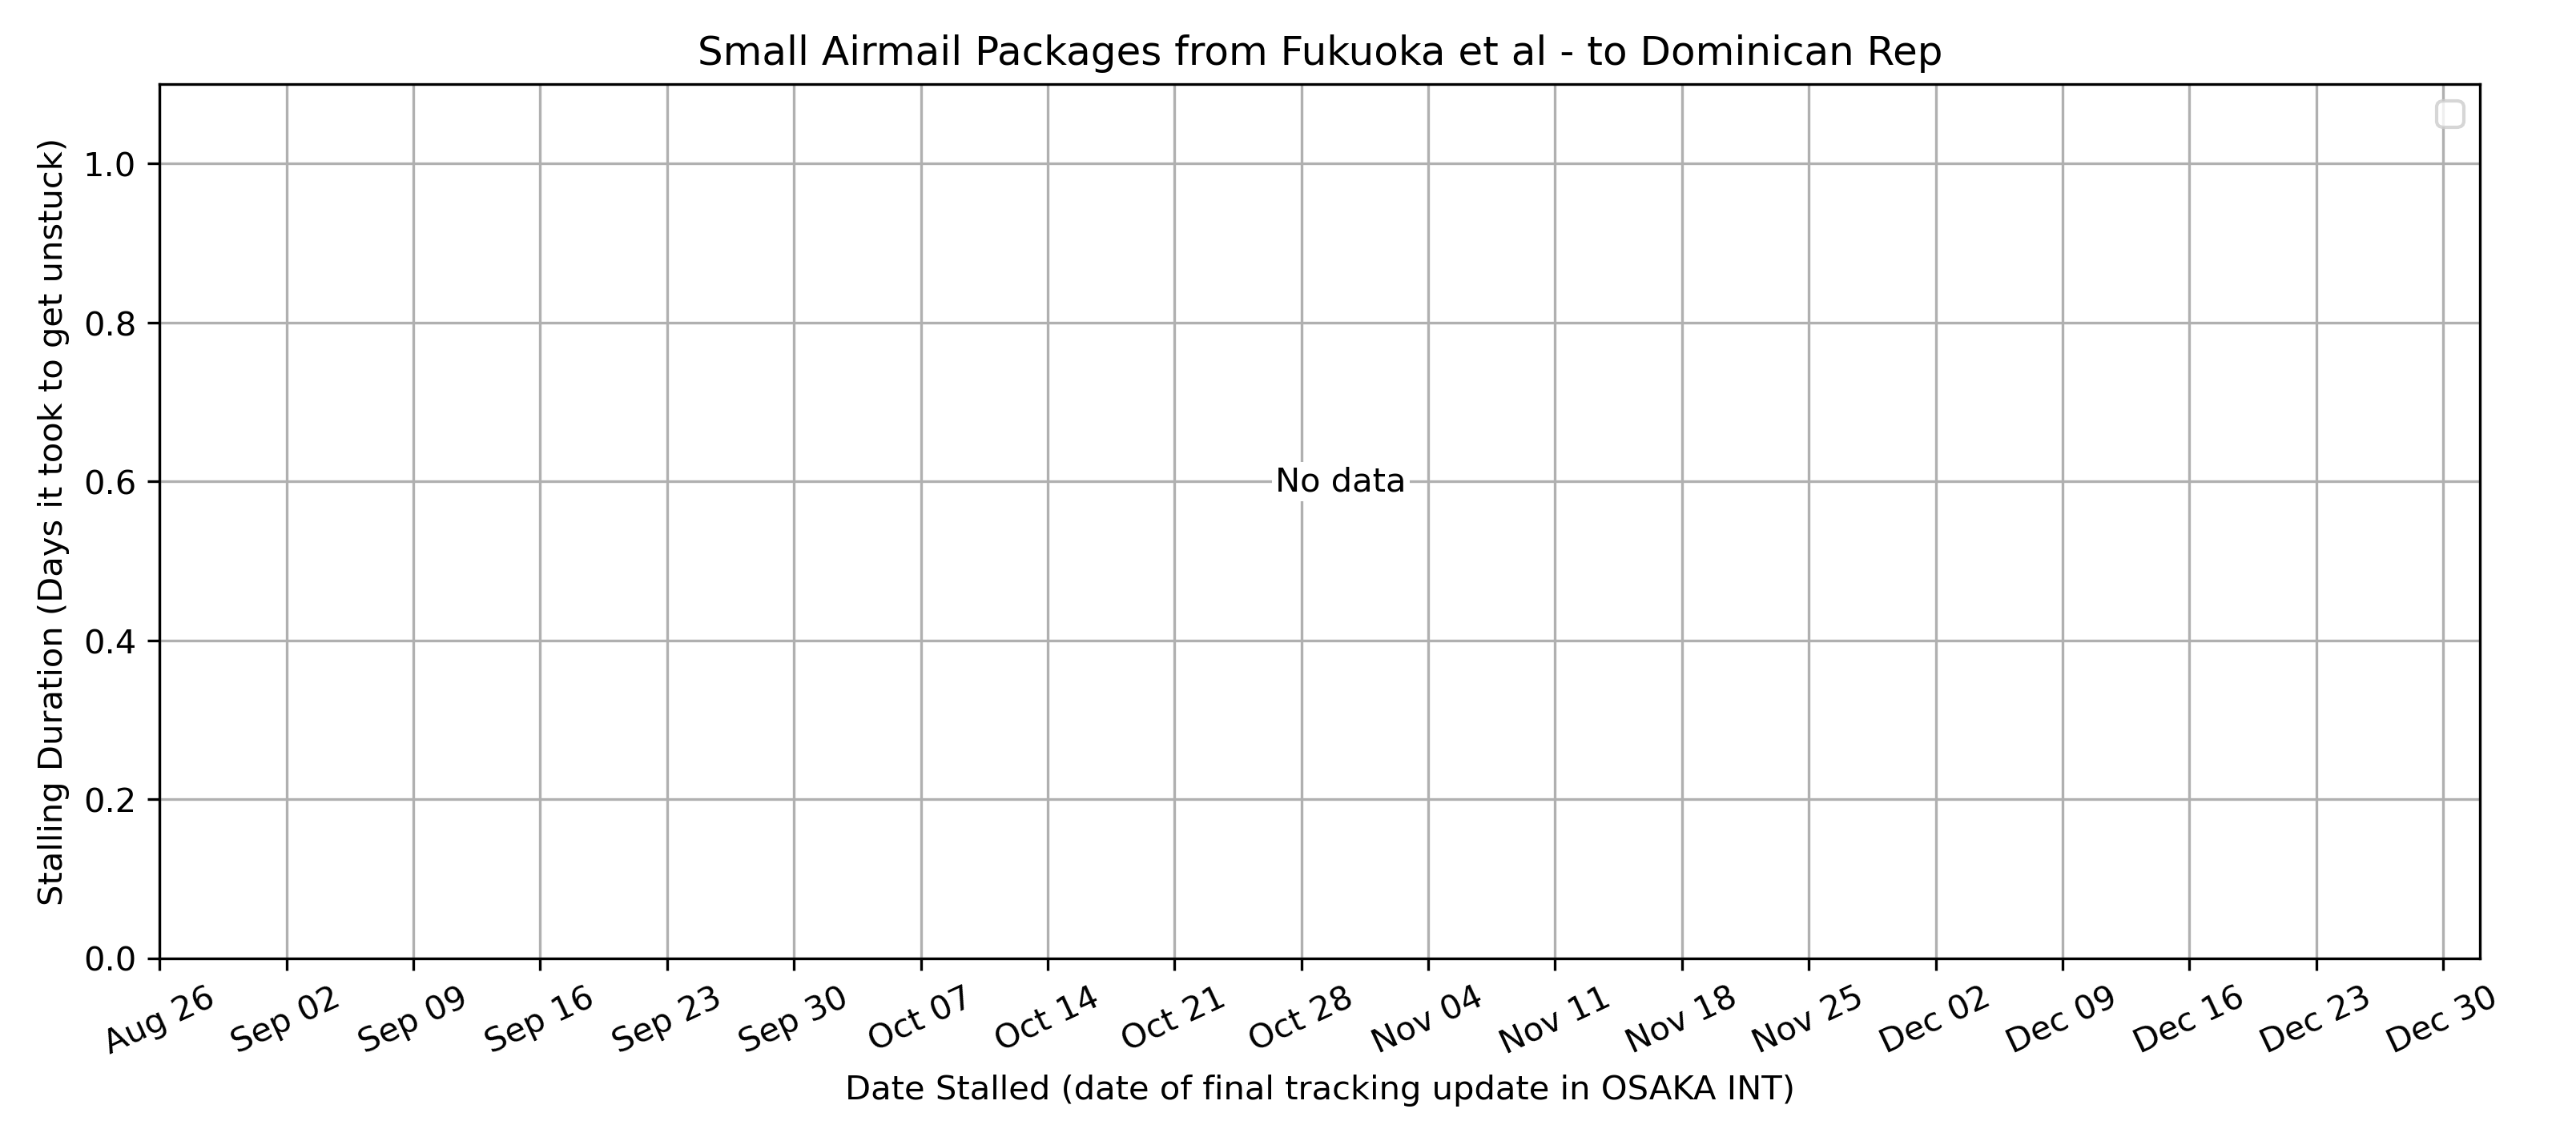 Small Airmail Packages from Fukuoka et al - to Dominican Rep
Stalling Duration (Days it took to get unstuck)
1.0
0.8
0.6
0.4
0.2
0.0
No data
Aug 26 Sep 02 Sep 09 Sep 16 Sep 23 Sep 30 Oct 07 Oct 14 Oct 21 Oct 28 Nov 04 Nov 11 Nov 18 Nov 25 Dec 02 Dec 09 Dec 16 Dec 23 Dec 30
Date Stalled (date of final tracking update in OSAKA INT)